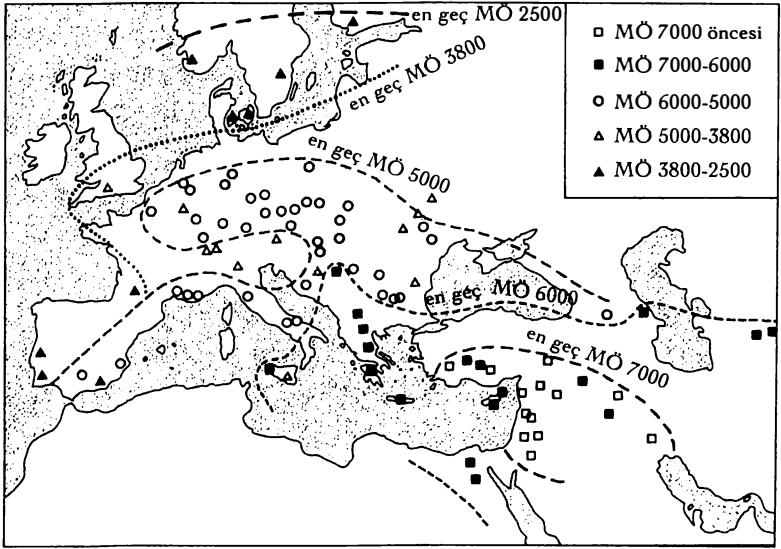 en geç MÖ 2500
en geç MÖ 3800
en geç MÖ 5000
en geç MÖ 6000
en geç MÖ 7000
MÖ 7000 öncesi
MÖ 7000-6000
MÖ 6000-5000
MÖ 5000-3800
MÖ 3800-2500